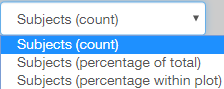 Subjects (count)
Subjects (count)
Subjects (percentage of total)
Subjects (percentage within plot)